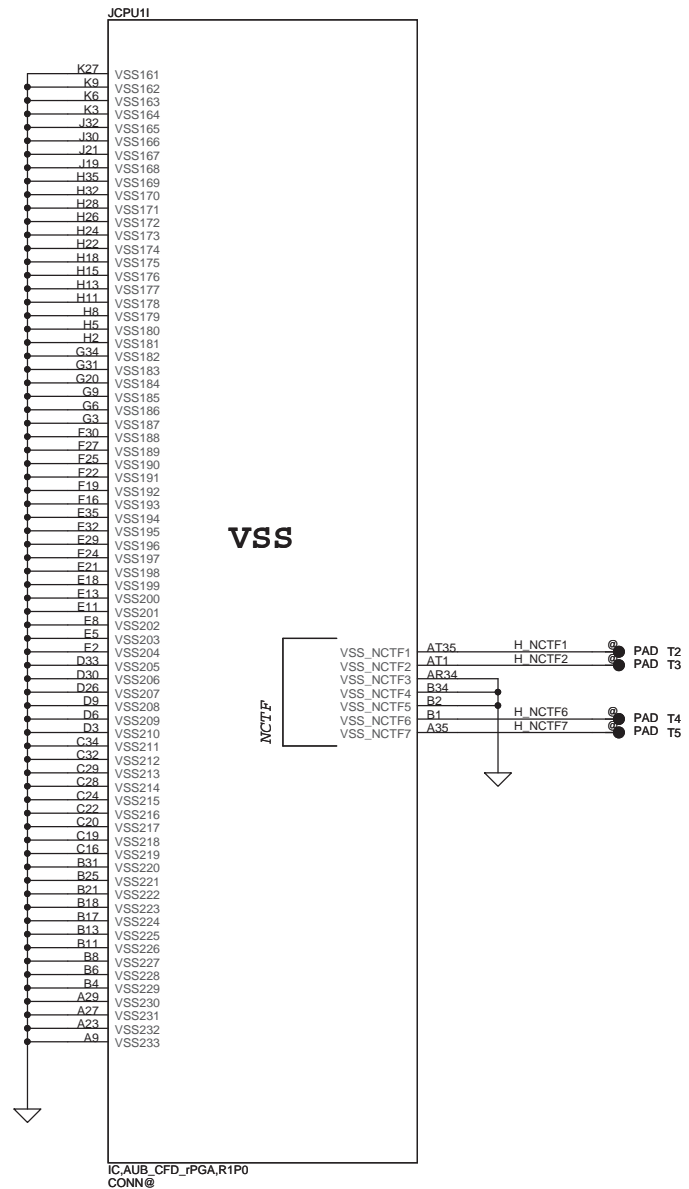 JCPU1I
K27 VSS161
K9 VSS162
K6 VSS163
K3 VSS164
J32 VSS165
J30 VSS166
J21 VSS167
J19 VSS168
H35 VSS169
H32 VSS170
H28 VSS171
H26 VSS172
H24 VSS173
H22 VSS174
H18 VSS175
H15 VSS176
H13 VSS177
H11 VSS178
H8 VSS179
H5 VSS180
H2 VSS181
G34 VSS182
G31 VSS183
G20 VSS184
G9 VSS185
G6 VSS186
G3 VSS187
F30 VSS188
F27 VSS189
F25 VSS190
F22 VSS191
F19 VSS192
F16 VSS193
E35 VSS194
E32 VSS195
E29 VSS196
E24 VSS197
E21 VSS198
E18 VSS199
E13 VSS200
E11 VSS201
E8 VSS202
E5 VSS203
E2 VSS204
D33 VSS205
D30 VSS206
D26 VSS207
D9 VSS208
D6 VSS209
D3 VSS210
C34 VSS211
C32 VSS212
C29 VSS213
C28 VSS214
C24 VSS215
C22 VSS216
C20 VSS217
C19 VSS218
C16 VSS219
B31 VSS220
B25 VSS221
B21 VSS222
B18 VSS223
B17 VSS224
B13 VSS225
B11 VSS226
B8 VSS227
B6 VSS228
B4 VSS229
A29 VSS230
A27 VSS231
A23 VSS232
A9 VSS233
VSS
NCTF
VSS_NCTF1 AT35 H_NCTF1 @ PAD T2
VSS_NCTF2 AT1 H_NCTF2 @ PAD T3
VSS_NCTF3 AR34
VSS_NCTF4 B34
VSS_NCTF5 B2
VSS_NCTF6 B1 H_NCTF6 @ PAD T4
VSS_NCTF7 A35 H_NCTF7 @ PAD T5
IC,AUB_CFD_rPGA,R1P0
CONN@